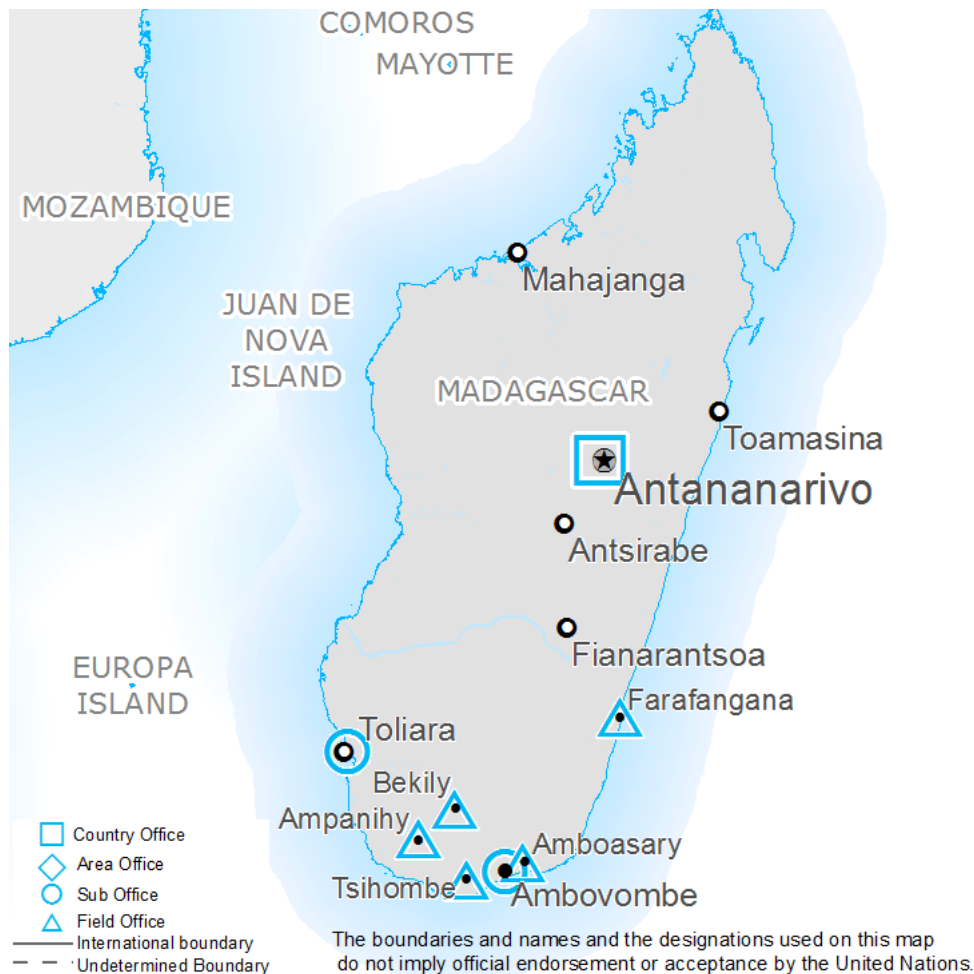 COMOROS
MAYOTTE
MOZAMBIQUE
Mahajanga
JUAN DE
NOVA
ISLAND
MADAGASCAR
Toamasina
Antananarivo
Antsirabe
Fianarantsoa
EUROPA
ISLAND
Farafangana
Toliara
Bekily
Ampanihy
Amboasary
Tsihombe
Ambovombe
Country Office
Area Office
Sub Office
Field Office
International boundary
Undetermined Boundary
The boundaries and names and the designations used on this map
do not imply official endorsement or acceptance by the United Nations.